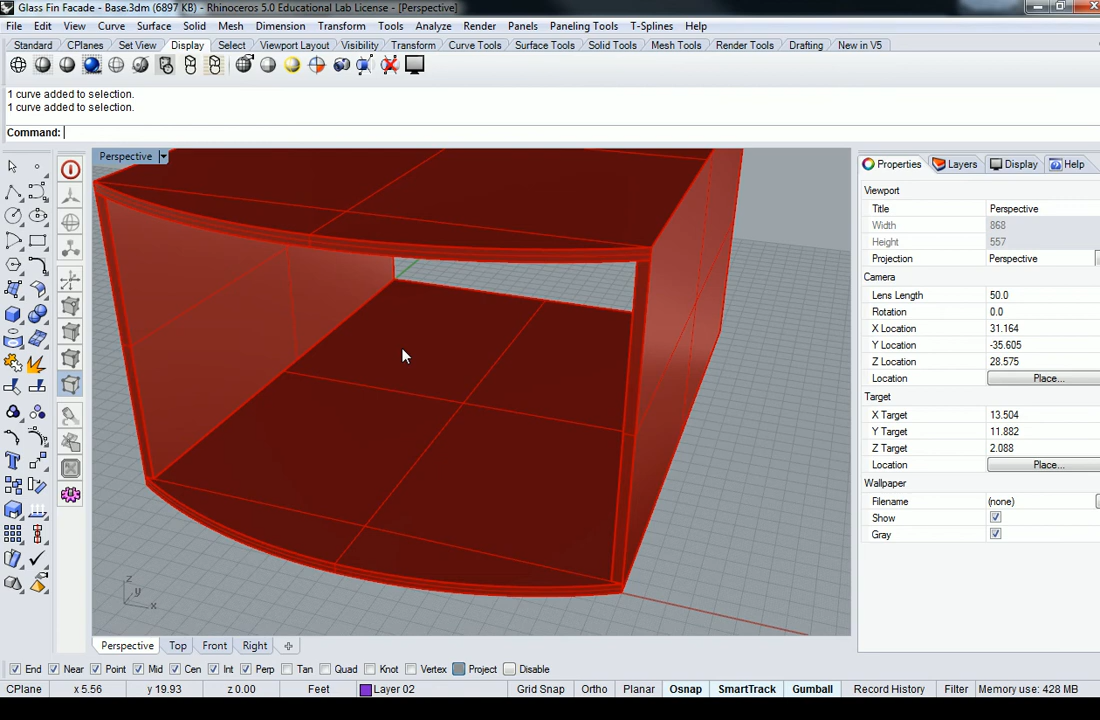 Glass Fin Facade - Base.3dm (6897 KB) - Rhinoceros 5.0 Educational Lab License - [Perspective]
File Edit View Curve Surface Solid Mesh Dimension Transform Tools Analyze Render Panels Paneling Tools T-Splines Help
Standard CPlanes Set View Display Select Viewport Layout Visibility Transform Curve Tools Surface Tools Solid Tools Mesh Tools Render Tools Drafting New in V5
1 curve added to selection.
1 curve added to selection.
Command:
Perspective
Properties Layers Display Help
Viewport
Title Perspective
Width 868
Height 557
Projection Perspective
Camera
Lens Length 50.0
Rotation 0.0
X Location 31.164
Y Location -35.605
Z Location 28.575
Location Place...
Target
X Target 13.504
Y Target 11.882
Z Target 2.088
Location Place...
Wallpaper
Filename (none)
Show
Gray
z
y
x
Perspective Top Front Right
End Near Point Mid Cen Int Perp Tan Quad Knot Vertex Project Disable
CPlane x 5.56 y 19.93 z 0.00 Feet Layer 02 Grid Snap Ortho Planar Osnap SmartTrack Gumball Record History Filter Memory use: 428 MB